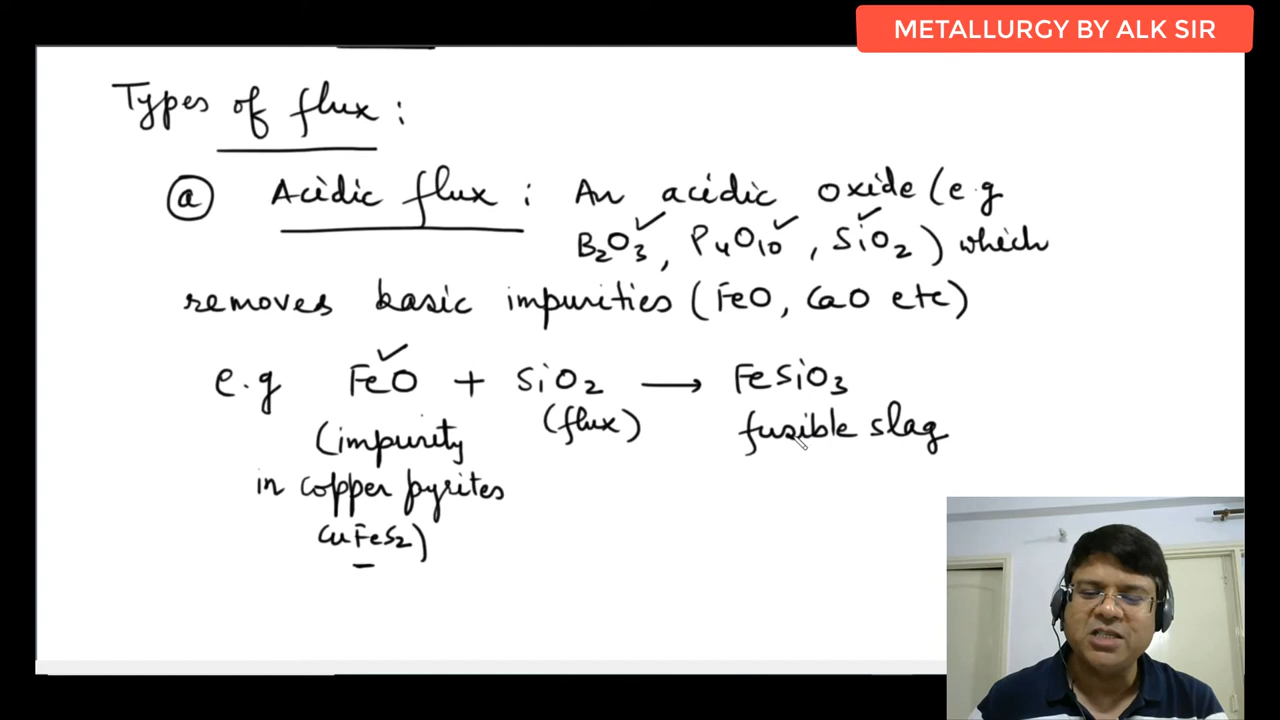 METALLURGY BY ALK SIR
Types of flux :
(a) Acidic flux : An acidic oxide (e.g
B2O3, P4O10, SiO2) which
removes basic impurities (FeO, CaO etc)
e.g FeO + SiO2 → FeSiO3
(flux) fusible slag
(impurity
in copper pyrites
CuFeS2)